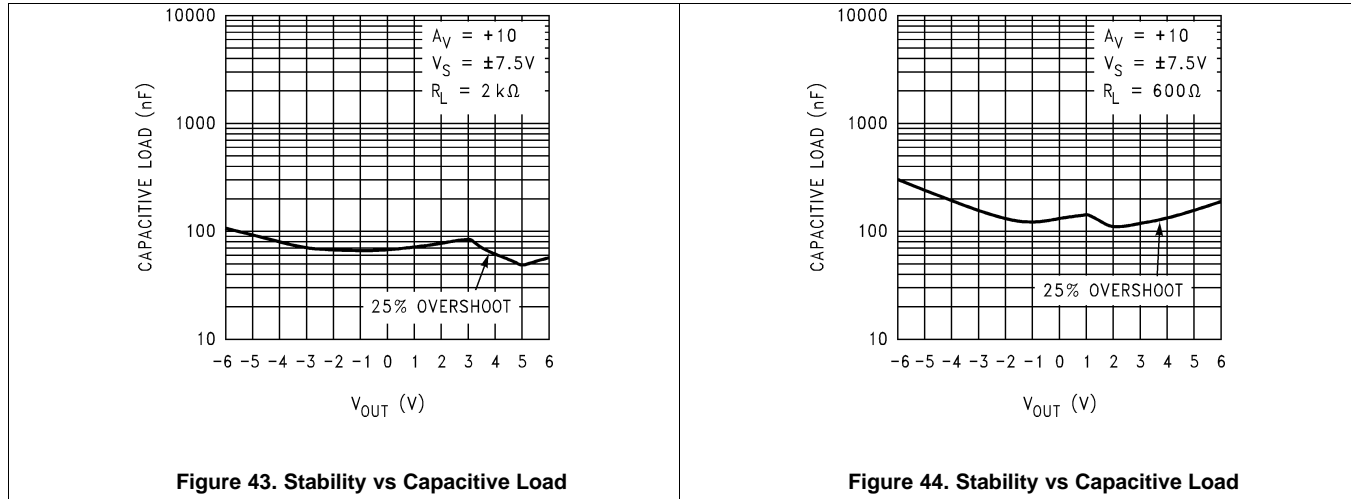 10000
A_V = +10
V_S = ±7.5V
R_L = 2 kΩ
1000
100
10
CAPACITIVE LOAD (nF)
25% OVERSHOOT
-6 -5 -4 -3 -2 -1 0 1 2 3 4 5 6
V_OUT (V)
Figure 43. Stability vs Capacitive Load
10000
A_V = +10
V_S = ±7.5V
R_L = 600Ω
1000
100
10
CAPACITIVE LOAD (nF)
25% OVERSHOOT
-6 -5 -4 -3 -2 -1 0 1 2 3 4 5 6
V_OUT (V)
Figure 44. Stability vs Capacitive Load